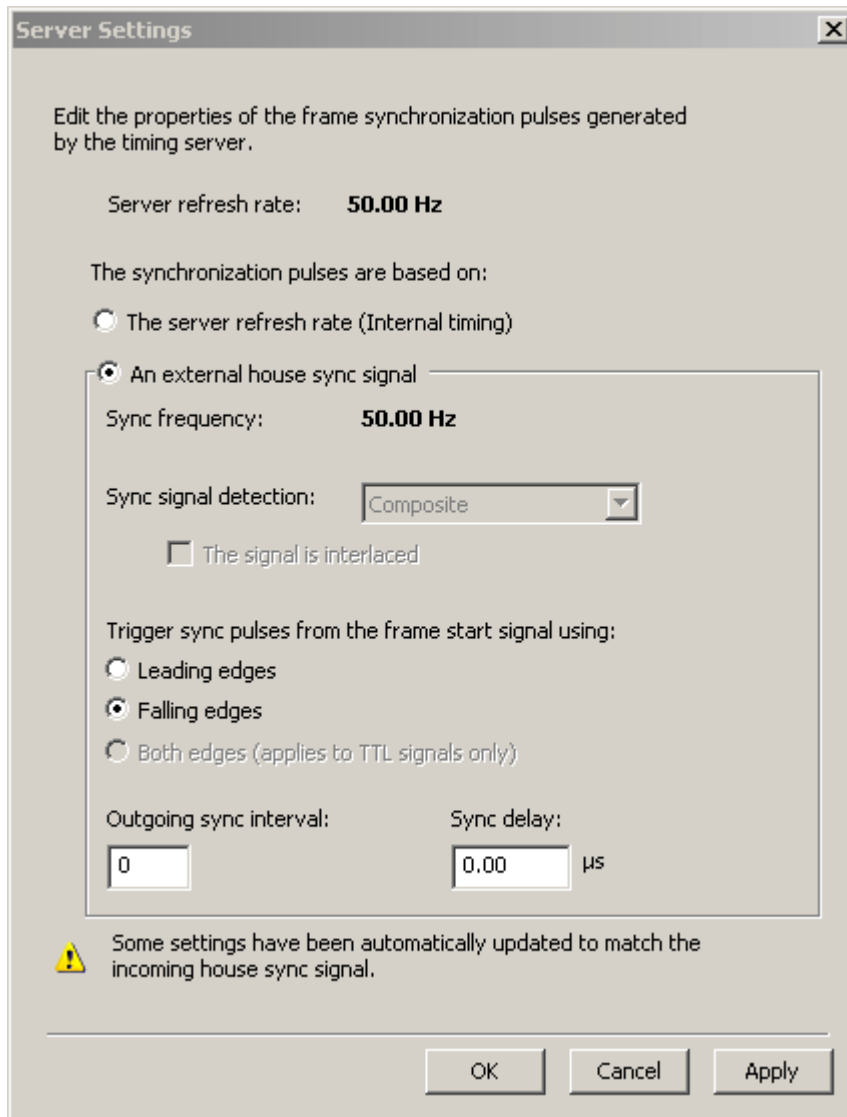 Server Settings
Edit the properties of the frame synchronization pulses generated
by the timing server.
Server refresh rate: 50.00 Hz
The synchronization pulses are based on:
The server refresh rate (Internal timing)
An external house sync signal
Sync frequency: 50.00 Hz
Sync signal detection: Composite
The signal is interlaced
Trigger sync pulses from the frame start signal using:
Leading edges
Falling edges
Both edges (applies to TTL signals only)
Outgoing sync interval: Sync delay:
0 0.00 µs
Some settings have been automatically updated to match the
incoming house sync signal.
OK Cancel Apply